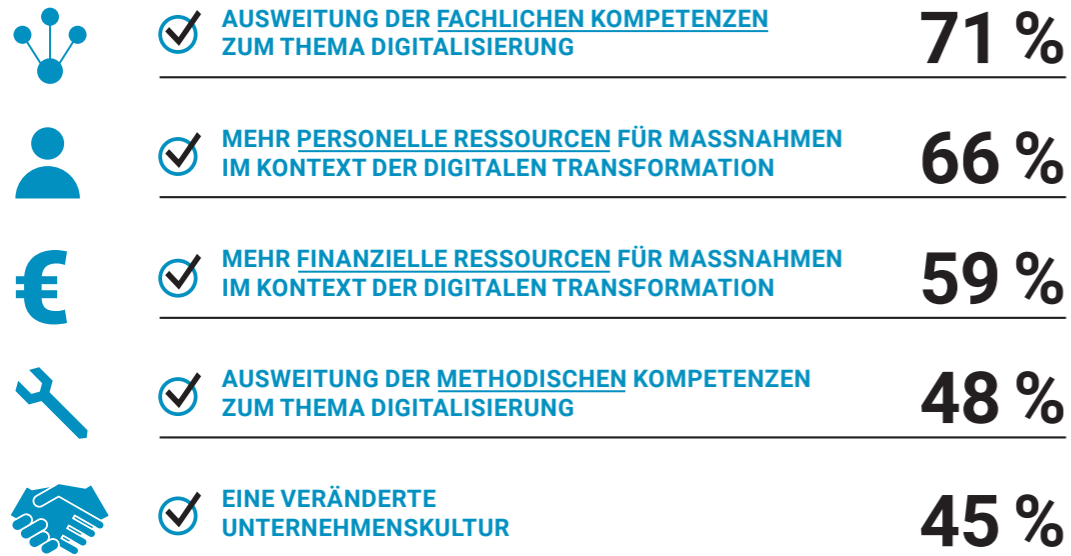 AUSWEITUNG DER FACHLICHEN KOMPETENZEN
ZUM THEMA DIGITALISIERUNG
71 %
MEHR PERSONELLE RESSOURCEN FÜR MASSNAHMEN
IM KONTEXT DER DIGITALEN TRANSFORMATION
66 %
MEHR FINANZIELLE RESSOURCEN FÜR MASSNAHMEN
IM KONTEXT DER DIGITALEN TRANSFORMATION
59 %
AUSWEITUNG DER METHODISCHEN KOMPETENZEN
ZUM THEMA DIGITALISIERUNG
48 %
EINE VERÄNDERTE
UNTERNEHMENSKULTUR
45 %